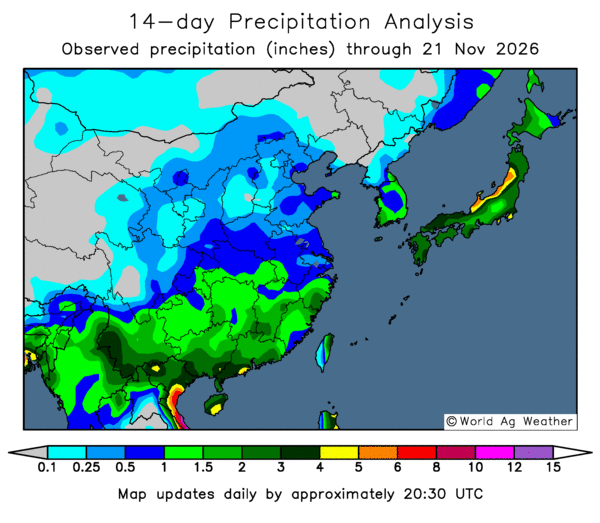 14-day Precipitation Analysis
Observed precipitation (inches) through 21 Nov 2026
© World Ag Weather
0.1 0.25 0.5 1 1.5 2 3 4 5 6 8 10 12 15
Map updates daily by approximately 20:30 UTC